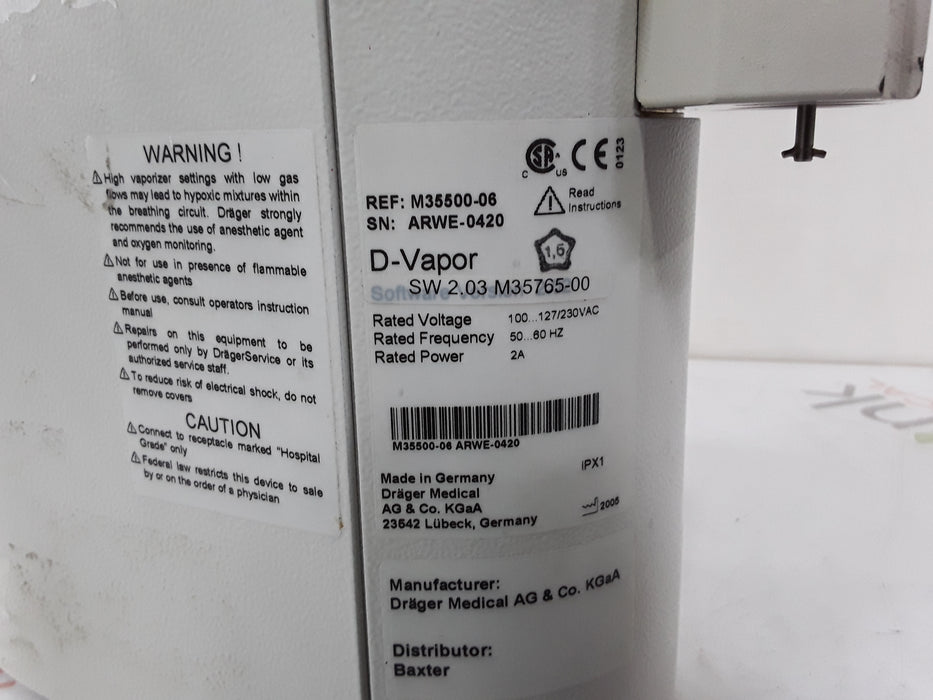 WARNING !
⚠High vaporizer settings with low gas
flows may lead to hypoxic mixtures within
the breathing circuit. Dräger strongly
recommends the use of anesthetic agent
and oxygen monitoring.
⚠Not for use in presence of flammable
anesthetic agents
⚠Before use, consult operators instruction
manual
⚠Repairs on this equipment to be
performed only by DrägerService or its
authorized service staff.
⚠To reduce risk of electrical shock, do not
remove covers
CAUTION
⚠Connect to receptacle marked "Hospital
Grade" only
⚠Federal law restricts this device to sale
by or on the order of a physician
C SA US CE 0123
REF: M35500-06
SN: ARWE-0420
Read
Instructions
D-Vapor
1,5
SW 2.03 M35765-00
Software Version
Rated Voltage 100...127/230VAC
Rated Frequency 50...60 HZ
Rated Power 2A
M35500-06 ARWE-0420
IPX1
Made in Germany
Dräger Medical
AG & Co. KGaA
23542 Lübeck, Germany
2005
Manufacturer:
Dräger Medical AG & Co. KGaA
Distributor:
Baxter